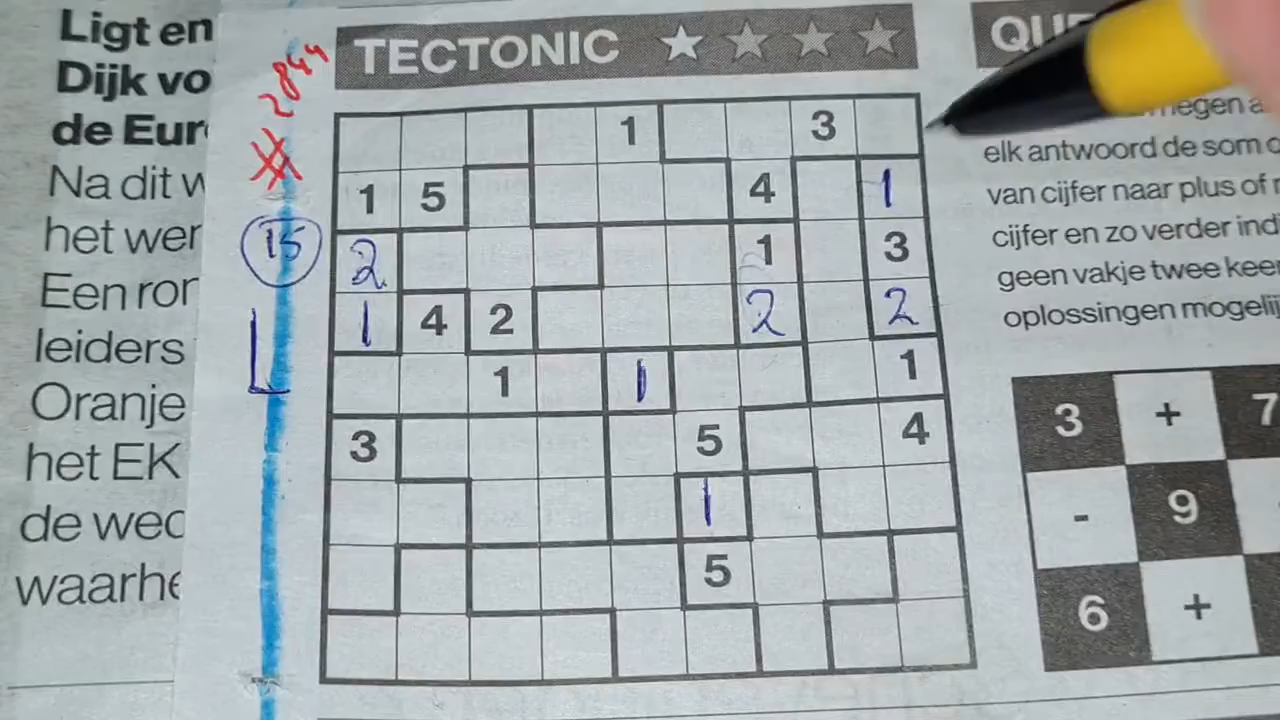 Ligt en
Dijk vo
de Eur
Na dit w
het wer
Een ror
leiders
Oranje
het EK
de wed
waarhe
# 2844
15
TECTONIC
1 3
1 5 4 1
2 1 3
1 4 2 2 2
1 1 1
3 5 4
1
5
elk antwoord de som o
van cijfer naar plus of
cijfer en zo verder ind
geen vakje twee keer
oplossingen mogelij
3 + 7
- 9
6 +